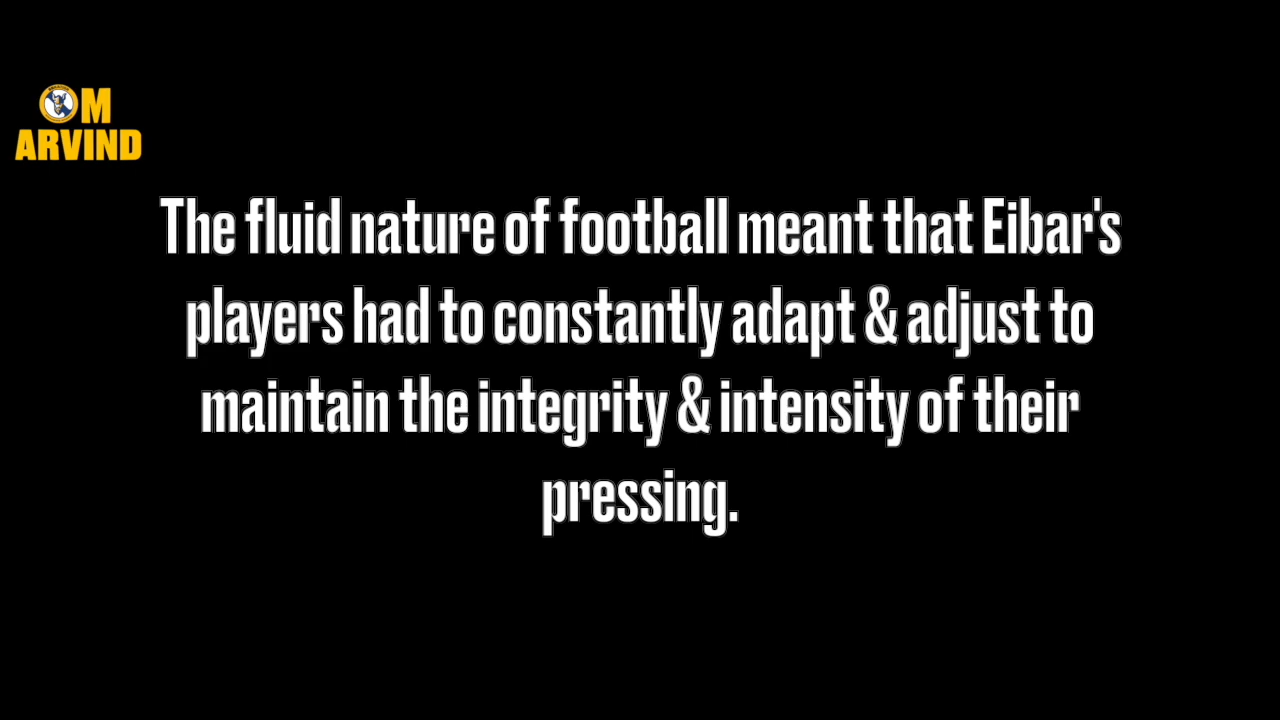 OM
ARVIND
The fluid nature of football meant that Eibar's
players had to constantly adapt & adjust to
maintain the integrity & intensity of their
pressing.